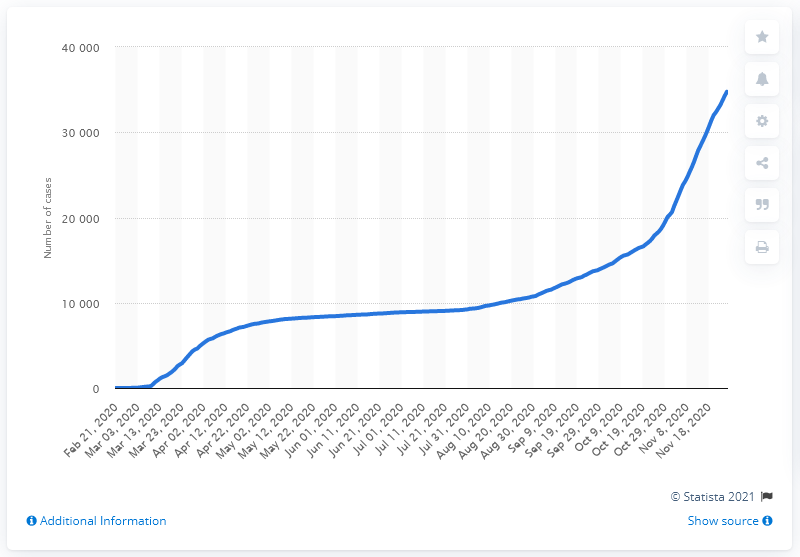 40 000
30 000
20 000
10 000
0
Number of cases
Feb 21, 2020
Mar 03, 2020
Mar 13, 2020
Mar 23, 2020
Apr 02, 2020
Apr 12, 2020
Apr 22, 2020
May 02, 2020
May 12, 2020
May 22, 2020
Jun 01, 2020
Jun 11, 2020
Jun 21, 2020
Jul 01, 2020
Jul 11, 2020
Jul 21, 2020
Jul 31, 2020
Aug 10, 2020
Aug 20, 2020
Aug 30, 2020
Sep 9, 2020
Sep 19, 2020
Sep 29, 2020
Oct 9, 2020
Oct 19, 2020
Oct 29, 2020
Nov 8, 2020
Nov 18, 2020
© Statista 2021
Additional Information
Show source